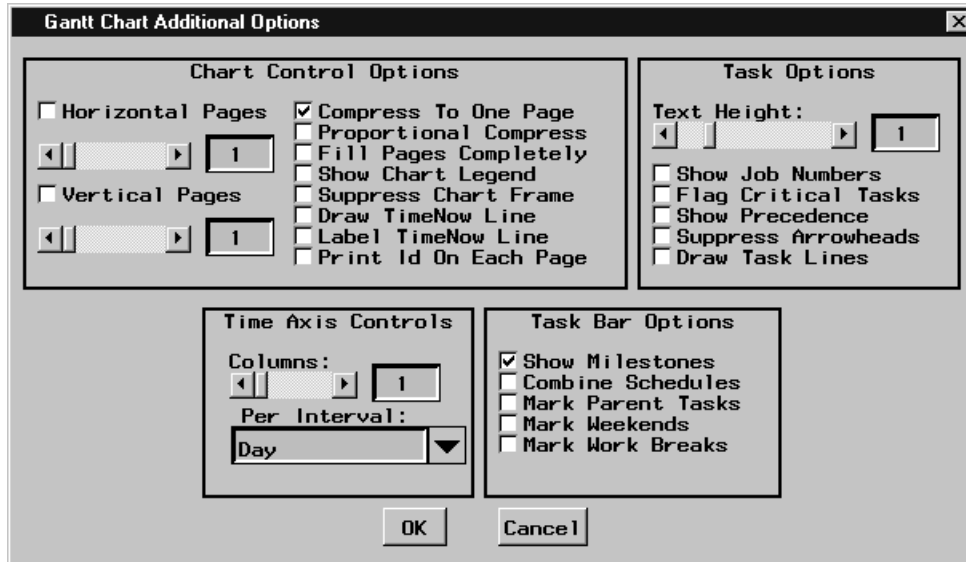 Gantt Chart Additional Options
Chart Control Options
Horizontal Pages
1
Vertical Pages
1
Compress To One Page
Proportional Compress
Fill Pages Completely
Show Chart Legend
Suppress Chart Frame
Draw TimeNow Line
Label TimeNow Line
Print Id On Each Page
Task Options
Text Height:
1
Show Job Numbers
Flag Critical Tasks
Show Precedence
Suppress Arrowheads
Draw Task Lines
Time Axis Controls
Columns:
1
Per Interval:
Day
Task Bar Options
Show Milestones
Combine Schedules
Mark Parent Tasks
Mark Weekends
Mark Work Breaks
OK
Cancel